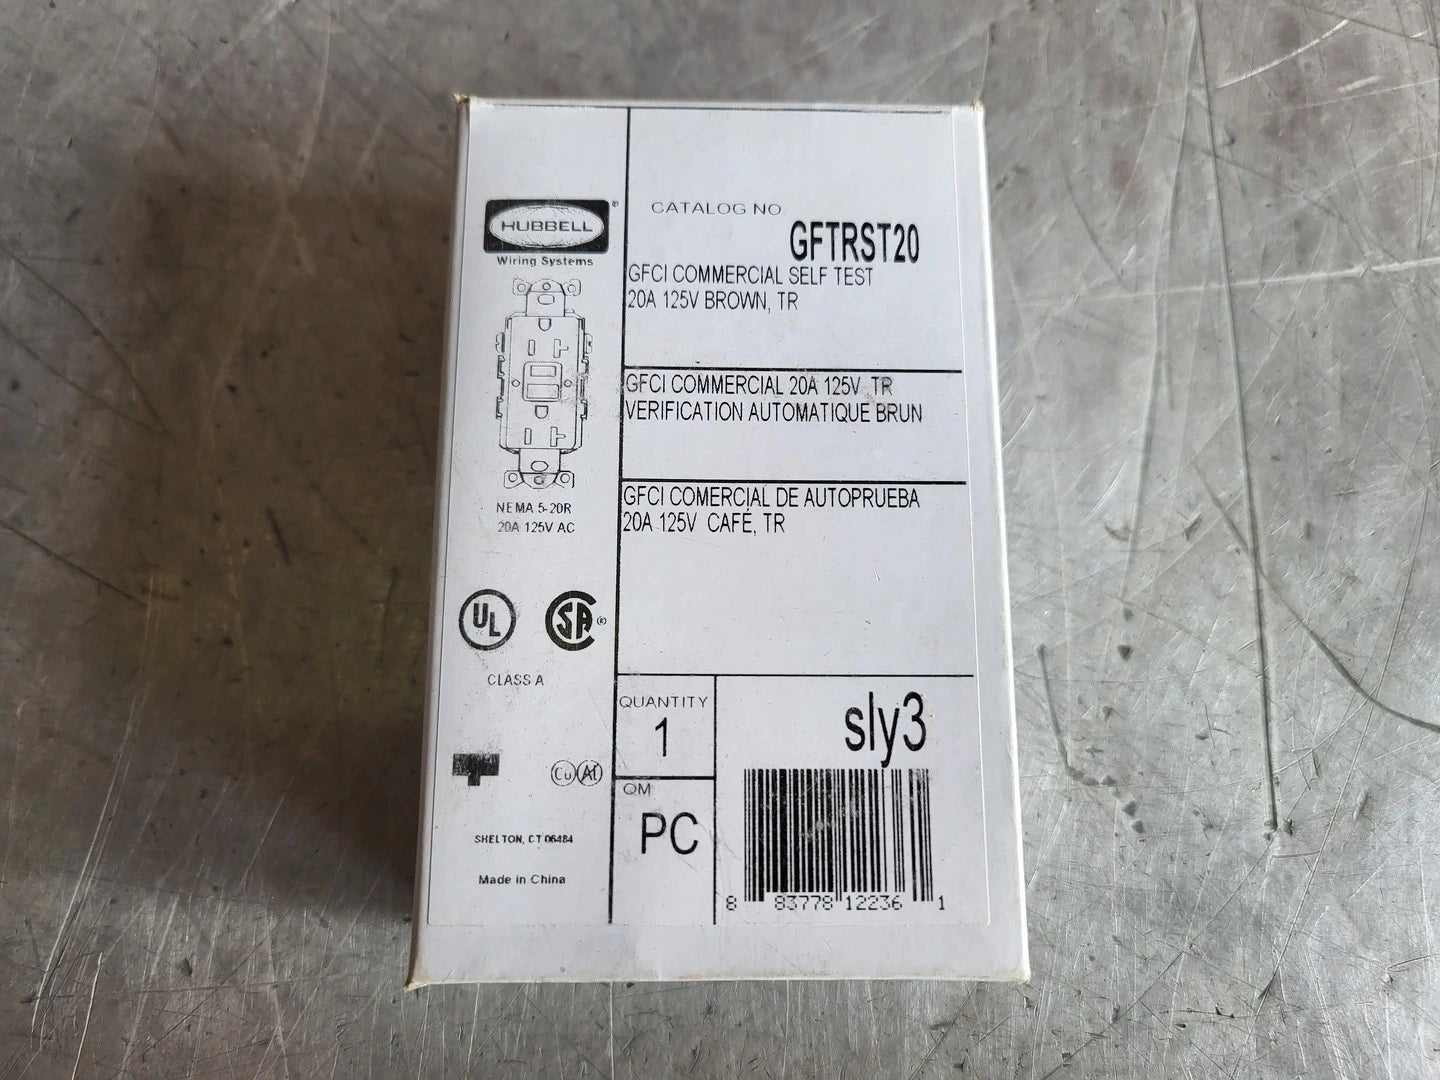 HUBBELL®
Wiring Systems
NEMA 5-20R
20A 125V AC
UL
SA ®
CLASS A
Cu Al
SHELTON, CT 06484
Made in China
CATALOG NO
GFTRST20
GFCI COMMERCIAL SELF TEST
20A 125V BROWN, TR
GFCI COMMERCIAL 20A 125V TR
VERIFICATION AUTOMATIQUE BRUN
GFCI COMERCIAL DE AUTOPRUEBA
20A 125V CAFÉ, TR
QUANTITY
1
QM
PC
sly3
8 83778 12236 1